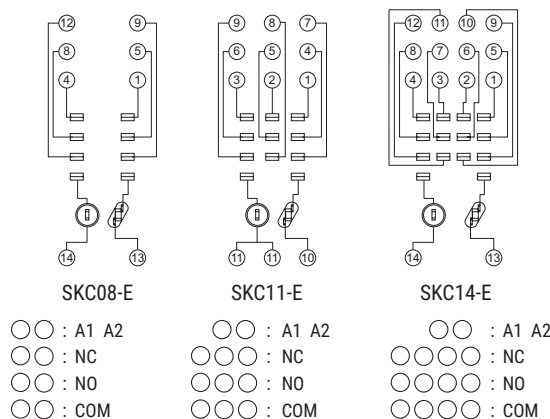 12 9 9 8 7 12 11 10 9
8 5 6 5 4 8 7 6 5
4 1 3 2 1 4 3 2 1
14 13 11 11 10 14 13
SKC08-E SKC11-E SKC14-E
: A1 A2 : A1 A2 : A1 A2
: NC : NC : NC
: NO : NO : NO
: COM : COM : COM